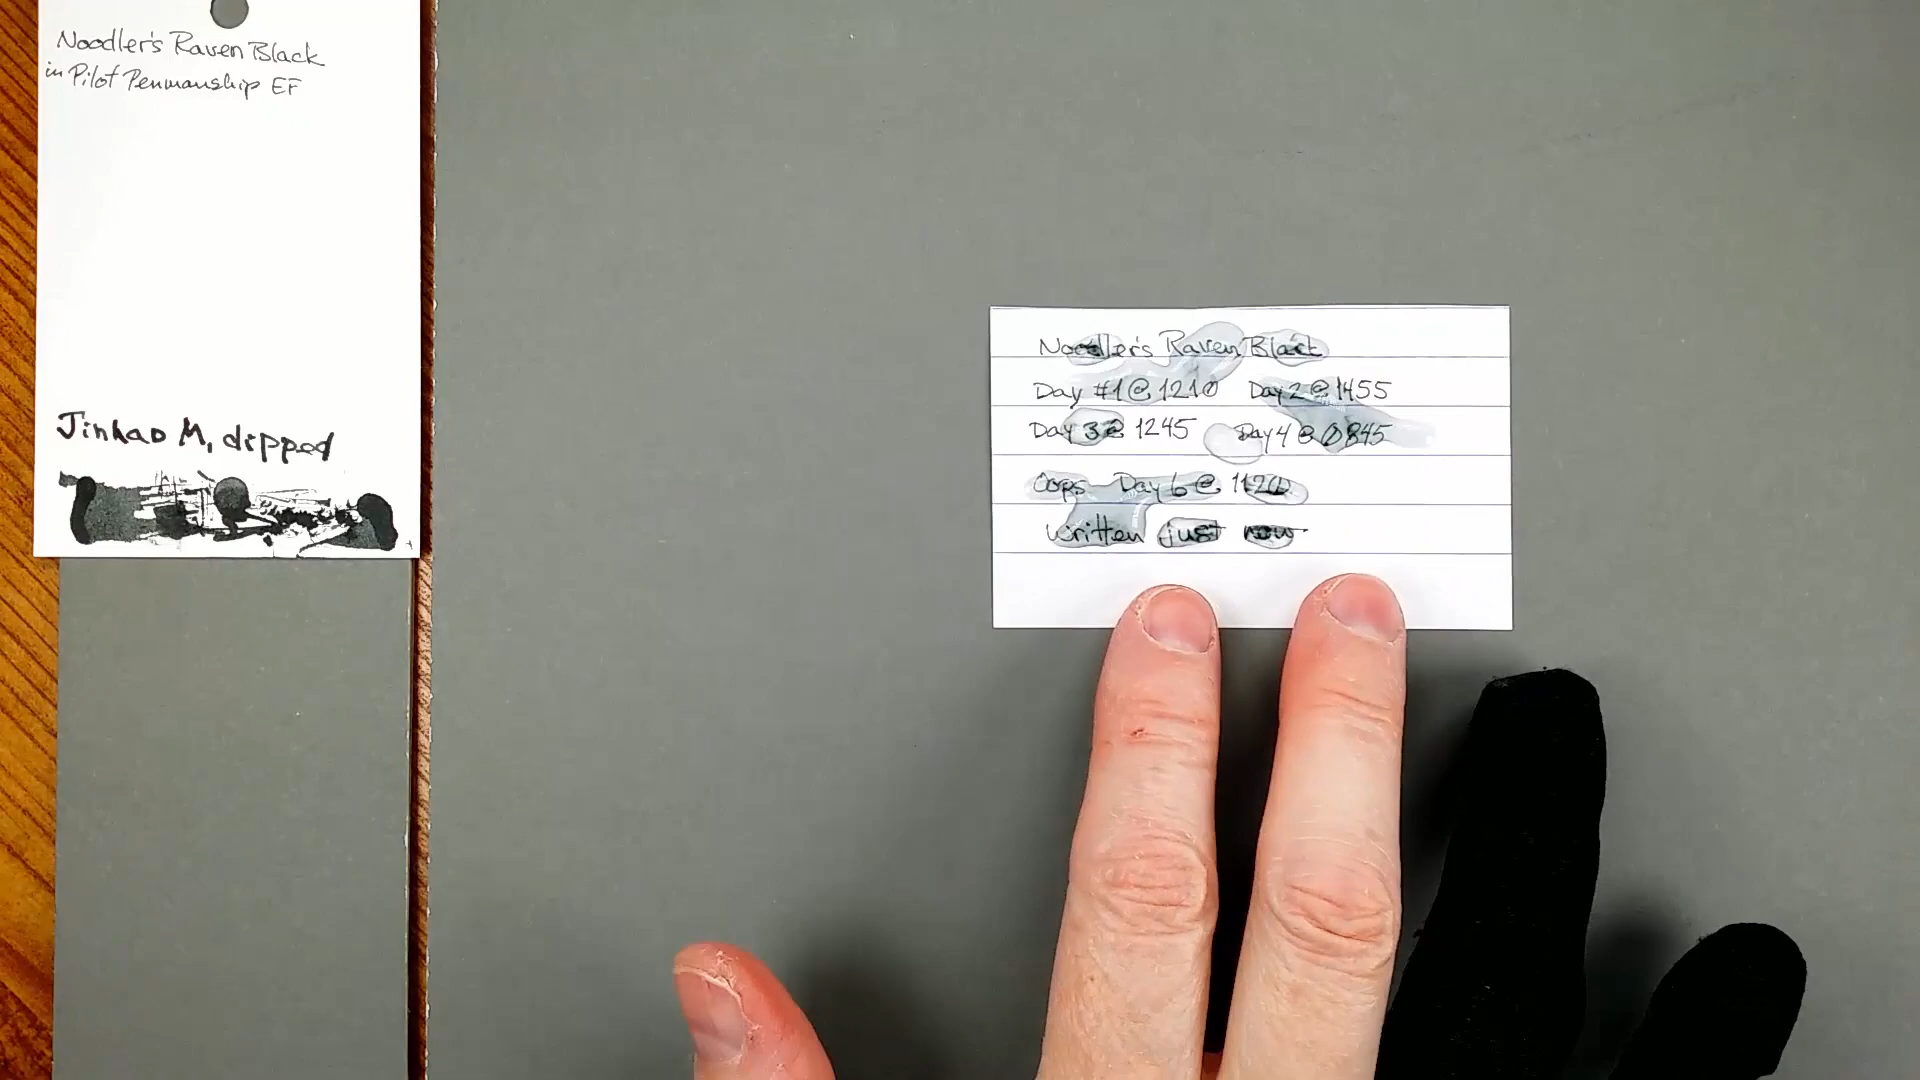 Noodler's Raven Black
in Pilot Penmanship EF
Jinhao M, dipped
Noodler's Raven Black
Day #1 @ 1210 Day 2 @ 1455
Day 3 @ 1245 Day 4 @ 0845
Oops Day 6 @ 1120
Written just now